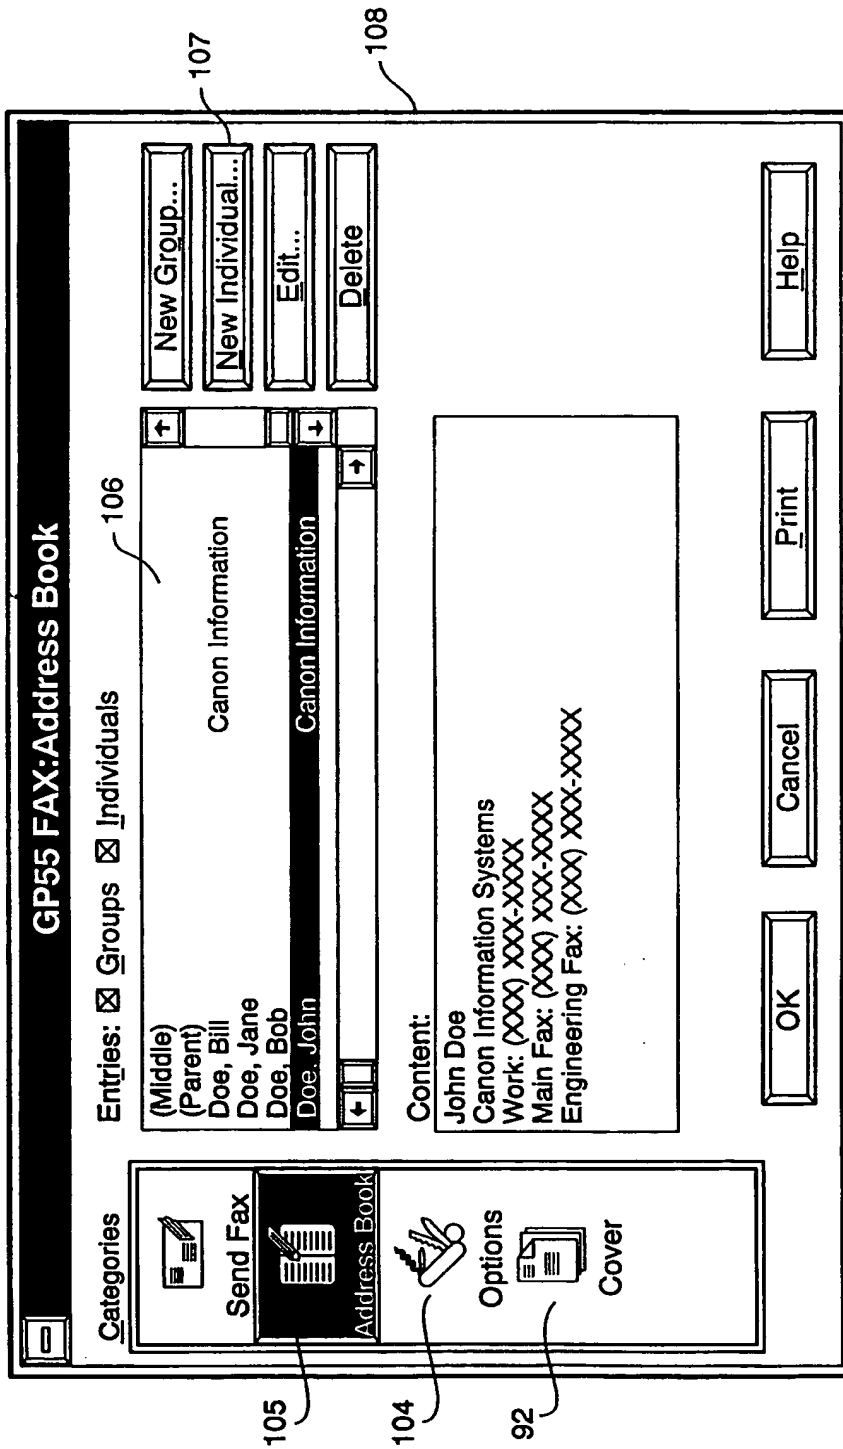 GP55 FAX:Address Book
Categories
Send Fax
Address Book
Options
Cover
Entries: ☒ Groups ☒ Individuals
(Middle)
(Parent)
Doe, Bill Canon Information
Doe, Jane
Doe, Bob
Doe, John Canon Information
New Group...
New Individual...
Edit...
Delete
Content:
John Doe
Canon Information Systems
Work: (XXX) XXX-XXXX
Main Fax: (XXX) XXX-XXXX
Engineering Fax: (XXX) XXX-XXXX
OK
Cancel
Print
Help
105
104
92
106
107
108